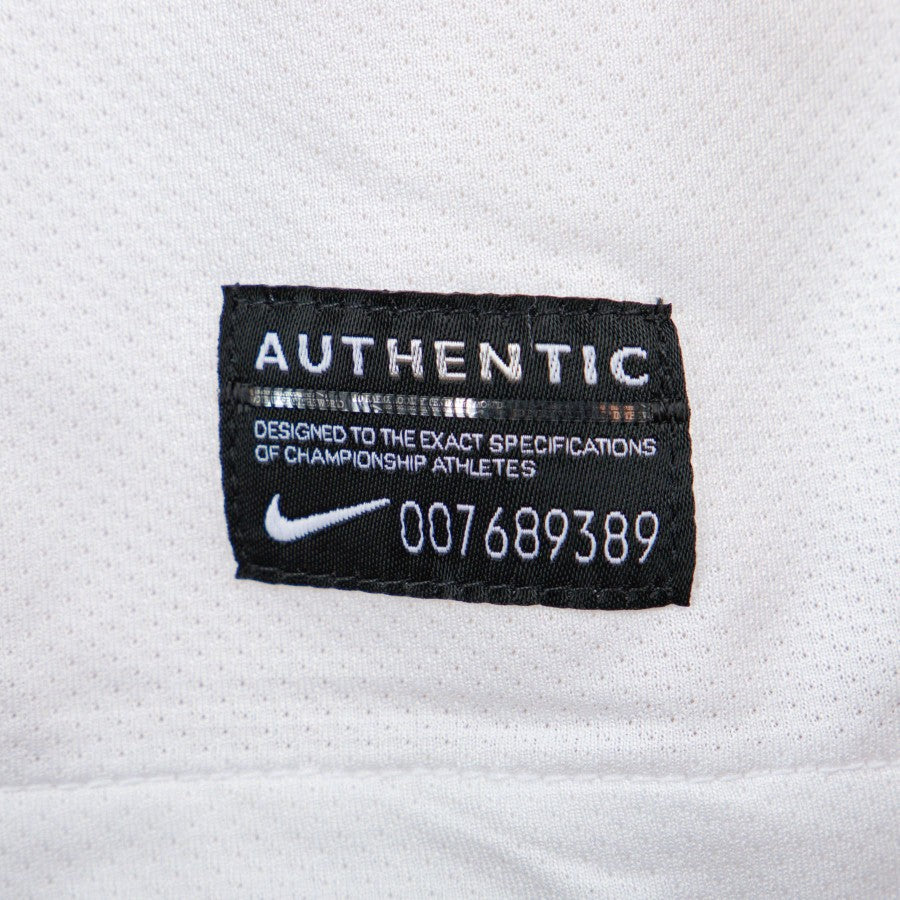 AUTHENTIC
DESIGNED TO THE EXACT SPECIFICATIONS
OF CHAMPIONSHIP ATHLETES
007689389